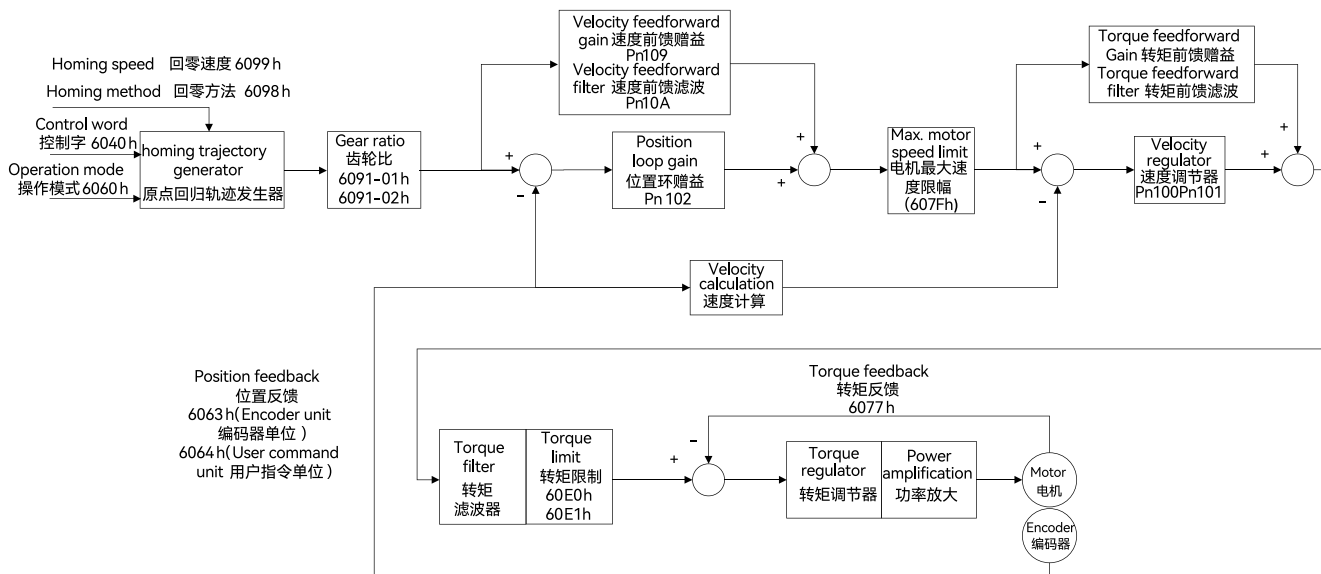 Homing speed 回零速度 6099 h
Homing method 回零方法 6098 h
Control word
控制字 6040 h
Operation mode
操作模式 6060 h
homing trajectory
generator
原点回归轨迹发生器
Gear ratio
齿轮比
6091-01h
6091-02h
Velocity feedforward
gain 速度前馈赠益
Pn109
Velocity feedforward
filter 速度前馈滤波
Pn10A
+
-
Position
loop gain
位置环赠益
Pn 102
+
+
Max. motor
speed limit
电机最大速
度限幅
(607Fh)
Torque feedforward
Gain 转矩前馈赠益
Torque feedforward
filter 转矩前馈滤波
+
-
Velocity
regulator
速度调节器
Pn100Pn101
+
+
Velocity
calculation
速度计算
Position feedback
位置反馈
6063 h( Encoder unit
编码器单位 )
6064 h( User command
unit 用户指令单位 )
Torque
filter
转矩
滤波器
Torque
limit
转矩限制
60E0h
60E1h
+
-
Torque feedback
转矩反馈
6077 h
Torque
regulator
转矩调节器
Power
amplification
功率放大
Motor
电机
Encoder
编码器